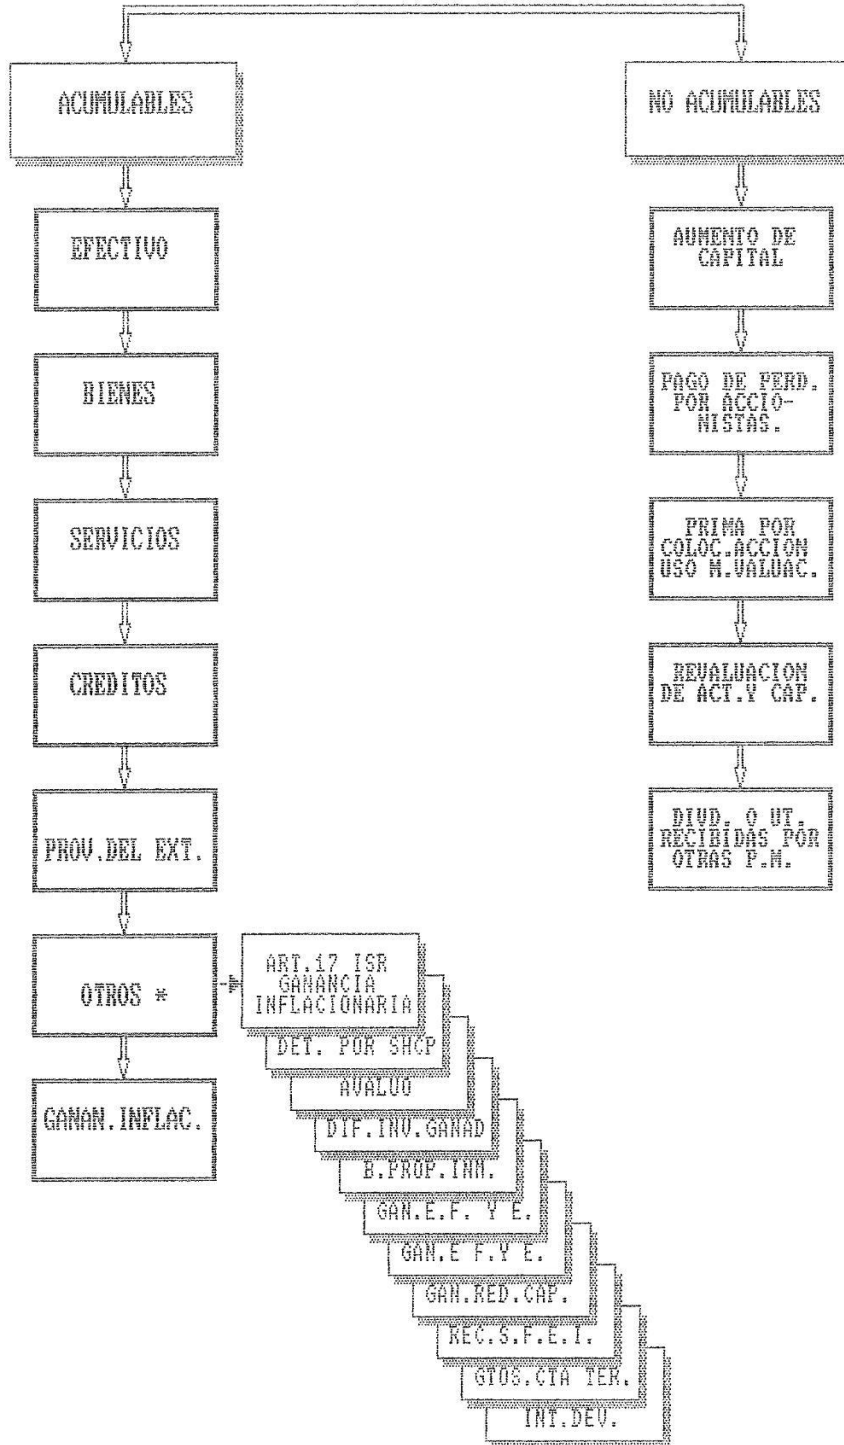 ACUMULABLES
EFECTIVO
BIENES
SERVICIOS
CREDITOS
PROV.DEL EXT.
OTROS *
GANAN.INFLAC.
ART.17 ISR
GANANCIA
INFLACIONARIA
DET. POR SHCP
AVALUO
DIF.INV.GANAD
B.PROP.INM.
GAN.E.F. Y E.
GAN.E F.Y E.
GAN.RED.CAP.
REC.S.F.E.I.
GTOS.CTA TER.
INT.DEV.
NO ACUMULABLES
AUMENTO DE
CAPITAL
PAGO DE PERD.
POR ACCIO-
NISTAS.
PRIMA POR
COLOC.ACCION
USO M.VALUAC.
REVALUACION
DE ACT.Y CAP.
DIVD. O UT.
RECIBIDAS POR
OTRAS P.M.